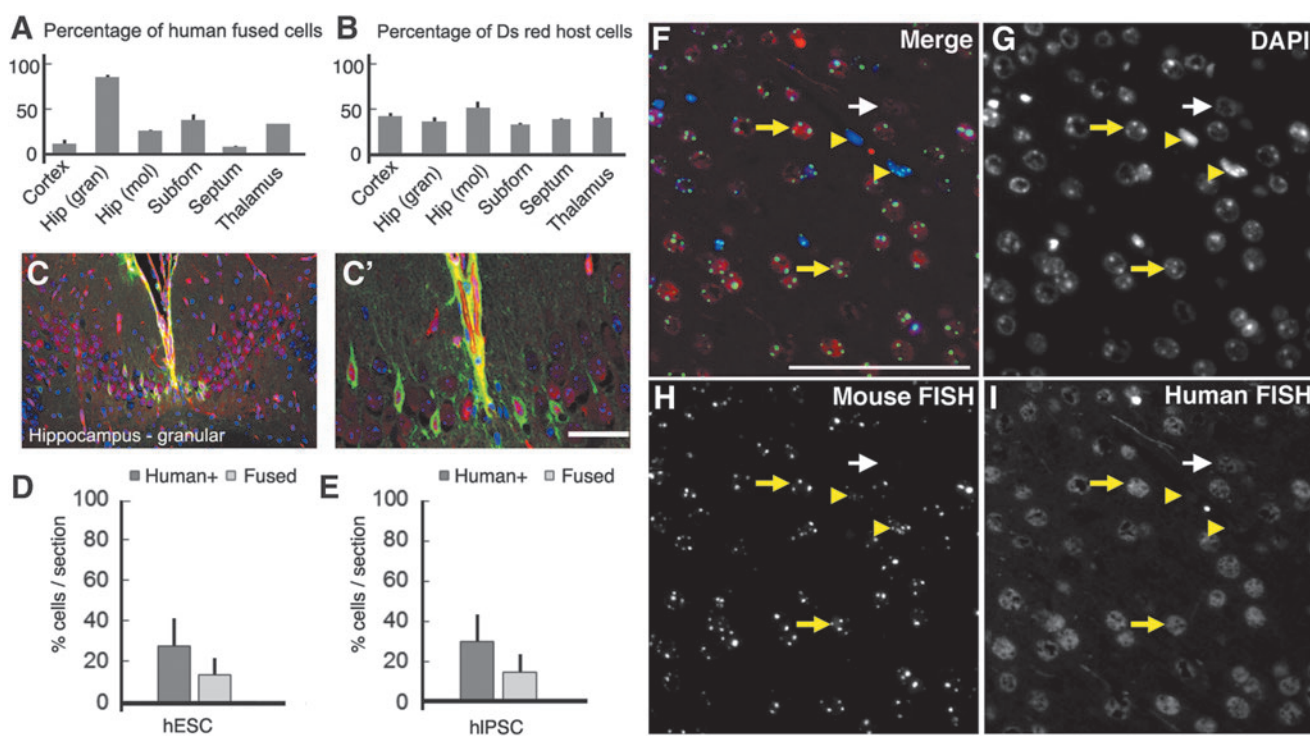 A Percentage of human fused cells
100
50
0
Cortex
Hip (gran)
Hip (mol)
Subforn
Septum
Thalamus
B Percentage of Ds red host cells
100
50
0
Cortex
Hip (gran)
Hip (mol)
Subforn
Septum
Thalamus
C
Hippocampus - granular
C'
D
Human+ Fused
% cells / section
100
80
60
40
20
0
hESC
E
Human+ Fused
% cells / section
100
80
60
40
20
0
hIPSC
F Merge
G DAPI
H Mouse FISH
I Human FISH